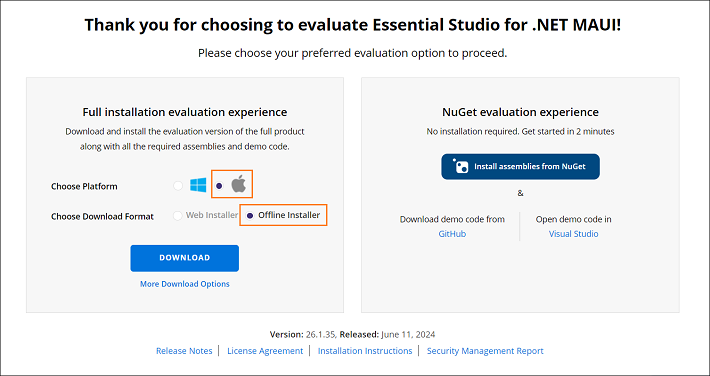 Thank you for choosing to evaluate Essential Studio for .NET MAUI!
Please choose your preferred evaluation option to proceed.
Full installation evaluation experience
Download and install the evaluation version of the full product
along with all the required assemblies and demo code.
Choose Platform
Choose Download Format
Web Installer
Offline Installer
DOWNLOAD
More Download Options
NuGet evaluation experience
No installation required. Get started in 2 minutes
Install assemblies from NuGet
&
Download demo code from
GitHub
Open demo code in
Visual Studio
Version: 26.1.35, Released: June 11, 2024
Release Notes | License Agreement | Installation Instructions | Security Management Report